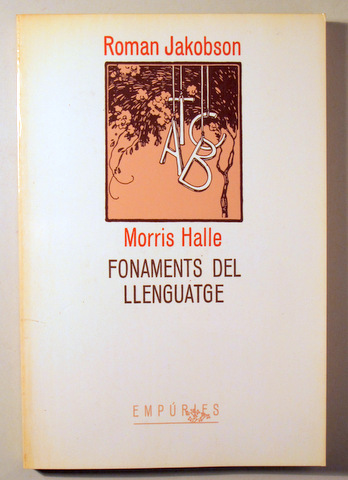 Roman Jakobson
A T C B B
Morris Halle
FONAMENTS DEL
LLENGUATGE
EMPÚRIES